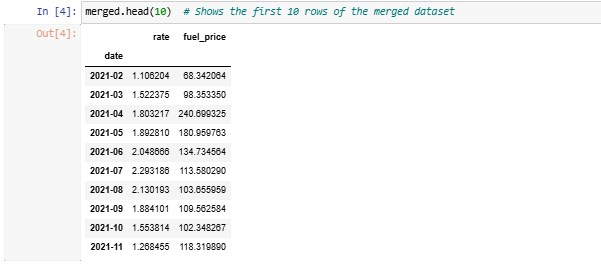 In [4]: merged.head(10)  # Shows the first 10 rows of the merged dataset
Out[4]:
rate fuel_price
date
2021-02 1.106204 68.342064
2021-03 1.522375 98.353350
2021-04 1.803217 240.699325
2021-05 1.892810 180.959763
2021-06 2.048666 134.734564
2021-07 2.293186 113.580290
2021-08 2.130193 103.655959
2021-09 1.884101 109.562584
2021-10 1.553814 102.348267
2021-11 1.268455 118.319890